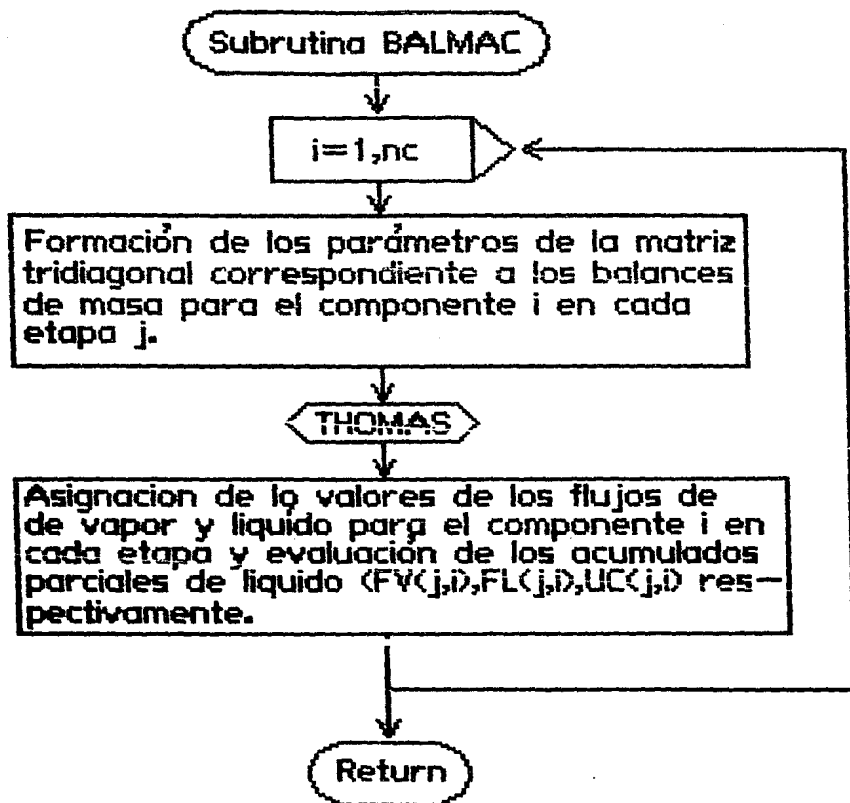 Subrutina BALMAC
i=1,nc
Formación de los parámetros de la matriz
tridiagonal correspondiente a los balances
de masa para el componente i en cada
etapa j.
THOMAS
Asignacion de lo valores de los flujos de
de vapor y liquido para el componente i en
cada etapa y evaluación de los acumulados
parciales de liquido (FV(j,i),FL(j,i),UC(j,i) res-
pectivamente.
Return